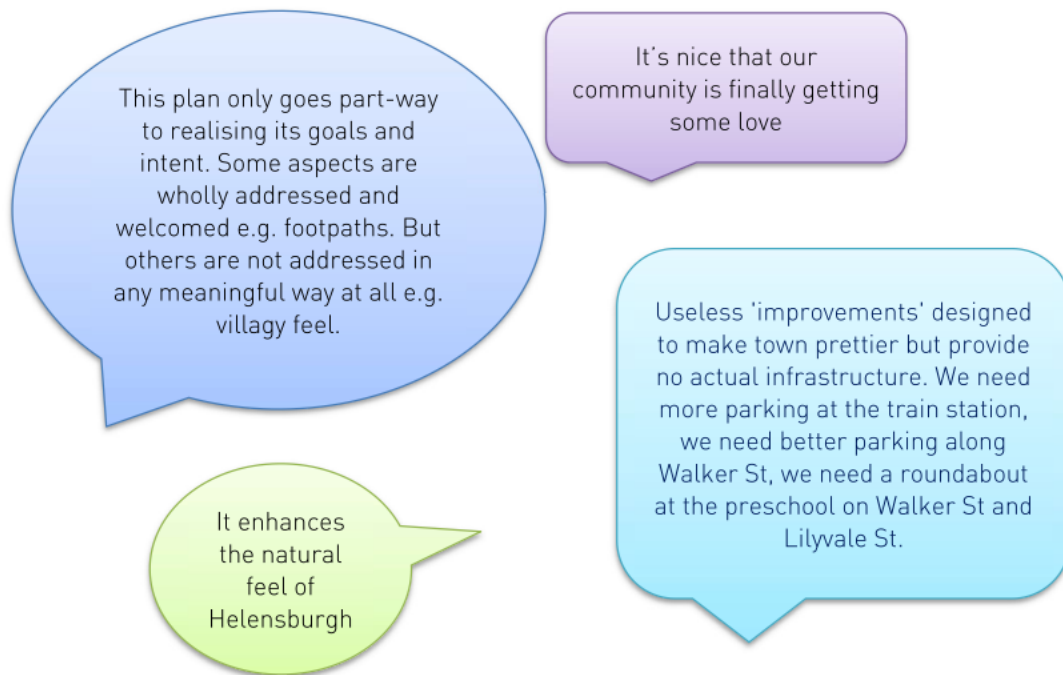 This plan only goes part-way
to realising its goals and
intent. Some aspects are
wholly addressed and
welcomed e.g. footpaths. But
others are not addressed in
any meaningful way at all e.g.
villagy feel.
It's nice that our
community is finally getting
some love
Useless 'improvements' designed
to make town prettier but provide
no actual infrastructure. We need
more parking at the train station,
we need better parking along
Walker St, we need a roundabout
at the preschool on Walker St and
Lilyvale St.
It enhances
the natural
feel of
Helensburgh